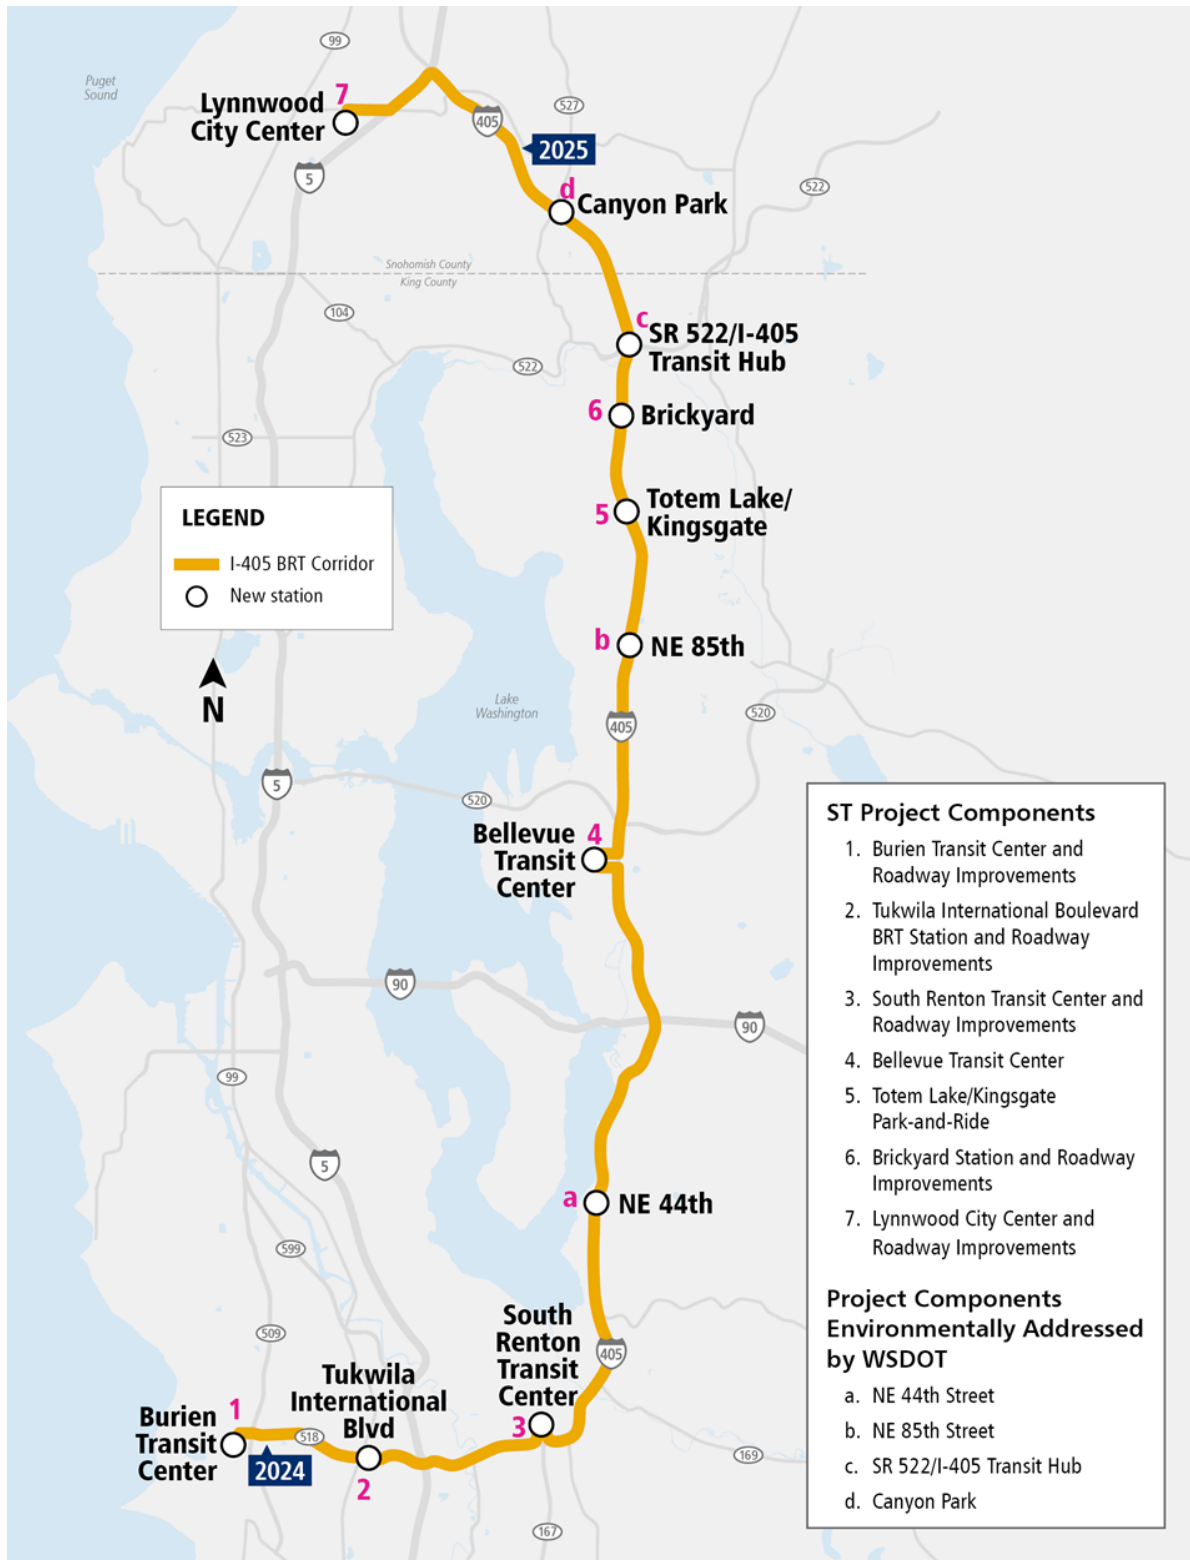 99
Puget
Sound
7
Lynnwood
City Center
405
527
2025
5
522
d
Canyon Park
Snohomish County
King County
104
c
SR 522/I-405
Transit Hub
522
6
Brickyard
523
LEGEND
I-405 BRT Corridor
New station
Totem Lake/
Kingsgate
5
b
NE 85th
N
Lake
Washington
405
520
5
520
Bellevue
Transit
Center
4
90
90
99
5
a
NE 44th
599
509
South
Renton
Transit
Center
3
405
Tukwila
International
Blvd
2
1
Burien
Transit
Center
518
2024
169
167
ST Project Components
1. Burien Transit Center and
Roadway Improvements
2. Tukwila International Boulevard
BRT Station and Roadway
Improvements
3. South Renton Transit Center and
Roadway Improvements
4. Bellevue Transit Center
5. Totem Lake/Kingsgate
Park-and-Ride
6. Brickyard Station and Roadway
Improvements
7. Lynnwood City Center and
Roadway Improvements
Project Components
Environmentally Addressed
by WSDOT
a. NE 44th Street
b. NE 85th Street
c. SR 522/I-405 Transit Hub
d. Canyon Park